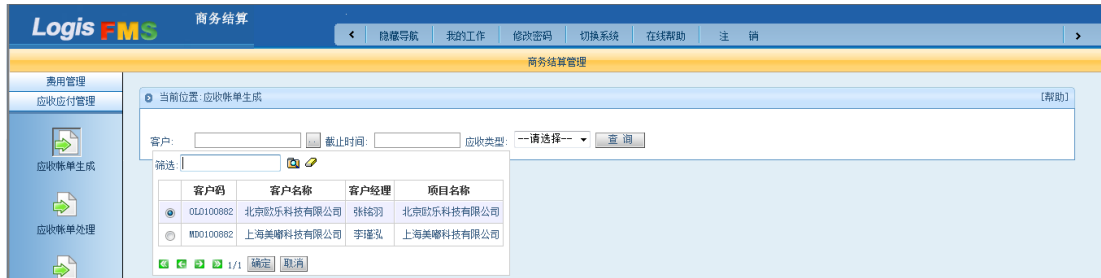 商务结算
Logis FMS
隐藏导航 我的工作 修改密码 切换系统 在线帮助 注 销
商务结算管理
费用管理
应收应付管理
当前位置:应收帐单生成 [帮助]
客户: ... 截止时间: 应收类型: --请选择-- 查 询
应收帐单生成
筛选:
客户码 客户名称 客户经理 项目名称
OLO100882 北京欧乐科技有限公司 张铭羽 北京欧乐科技有限公司
MDO100882 上海美嘟科技有限公司 李瑾泓 上海美嘟科技有限公司
应收帐单处理
1/1 确定 取消